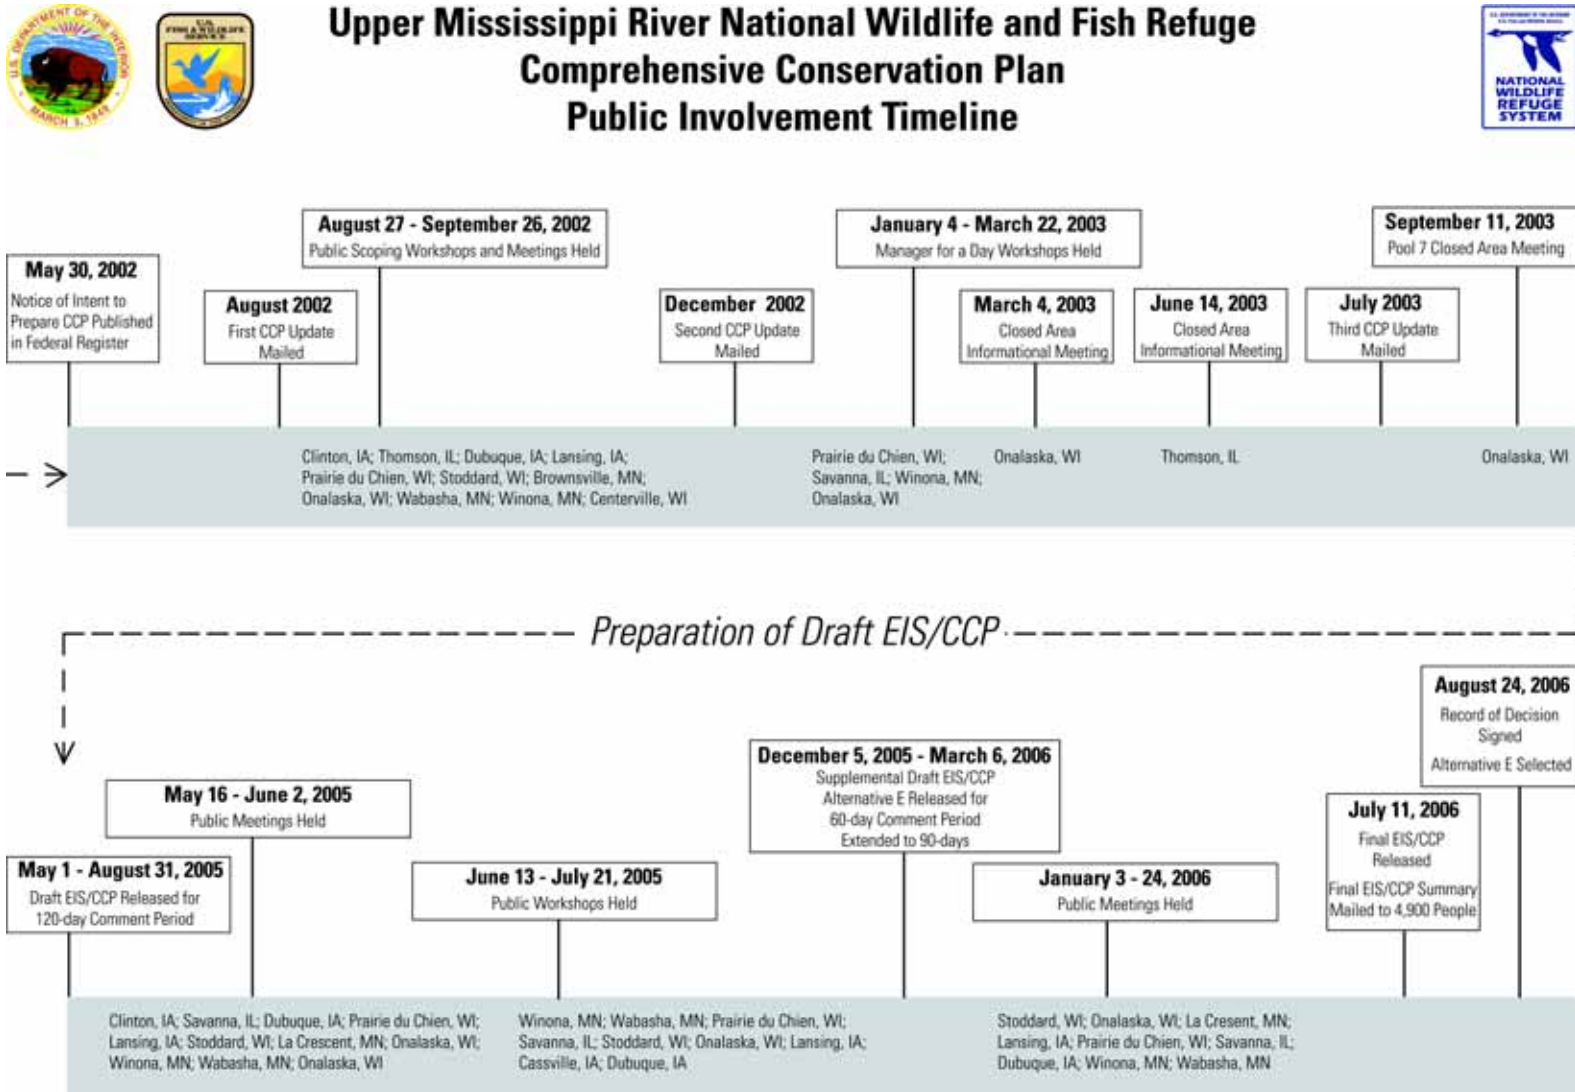 U.S. DEPARTMENT OF THE INTERIOR
MARCH 3, 1849
U.S.
FISH & WILDLIFE
SERVICE
Upper Mississippi River National Wildlife and Fish Refuge
Comprehensive Conservation Plan
Public Involvement Timeline
NATIONAL
WILDLIFE
REFUGE
SYSTEM
May 30, 2002
Notice of Intent to
Prepare CCP Published
in Federal Register
August 2002
First CCP Update
Mailed
August 27 - September 26, 2002
Public Scoping Workshops and Meetings Held
December 2002
Second CCP Update
Mailed
January 4 - March 22, 2003
Manager for a Day Workshops Held
March 4, 2003
Closed Area
Informational Meeting
June 14, 2003
Closed Area
Informational Meeting
July 2003
Third CCP Update
Mailed
September 11, 2003
Pool 7 Closed Area Meeting
Clinton, IA; Thomson, IL; Dubuque, IA; Lansing, IA;
Prairie du Chien, WI; Stoddard, WI; Brownsville, MN;
Onalaska, WI; Wabasha, MN; Winona, MN; Centerville, WI
Prairie du Chien, WI;
Savanna, IL; Winona, MN;
Onalaska, WI
Onalaska, WI
Thomson, IL
Onalaska, WI
Preparation of Draft EIS/CCP
May 1 - August 31, 2005
Draft EIS/CCP Released for
120-day Comment Period
May 16 - June 2, 2005
Public Meetings Held
June 13 - July 21, 2005
Public Workshops Held
December 5, 2005 - March 6, 2006
Supplemental Draft EIS/CCP
Alternative E Released for
60-day Comment Period
Extended to 90-days
January 3 - 24, 2006
Public Meetings Held
July 11, 2006
Final EIS/CCP
Released
Final EIS/CCP Summary
Mailed to 4,900 People
August 24, 2006
Record of Decision
Signed
Alternative E Selected
Clinton, IA; Savanna, IL; Dubuque, IA; Prairie du Chien, WI;
Lansing, IA; Stoddard, WI; La Crescent, MN; Onalaska, WI;
Winona, MN; Wabasha, MN; Onalaska, WI
Winona, MN; Wabasha, MN; Prairie du Chien, WI;
Savanna, IL; Stoddard, WI; Onalaska, WI; Lansing, IA;
Cassville, IA; Dubuque, IA
Stoddard, WI; Onalaska, WI; La Cresent, MN;
Lansing, IA; Prairie du Chien, WI; Savanna, IL;
Dubuque, IA; Winona, MN; Wabasha, MN